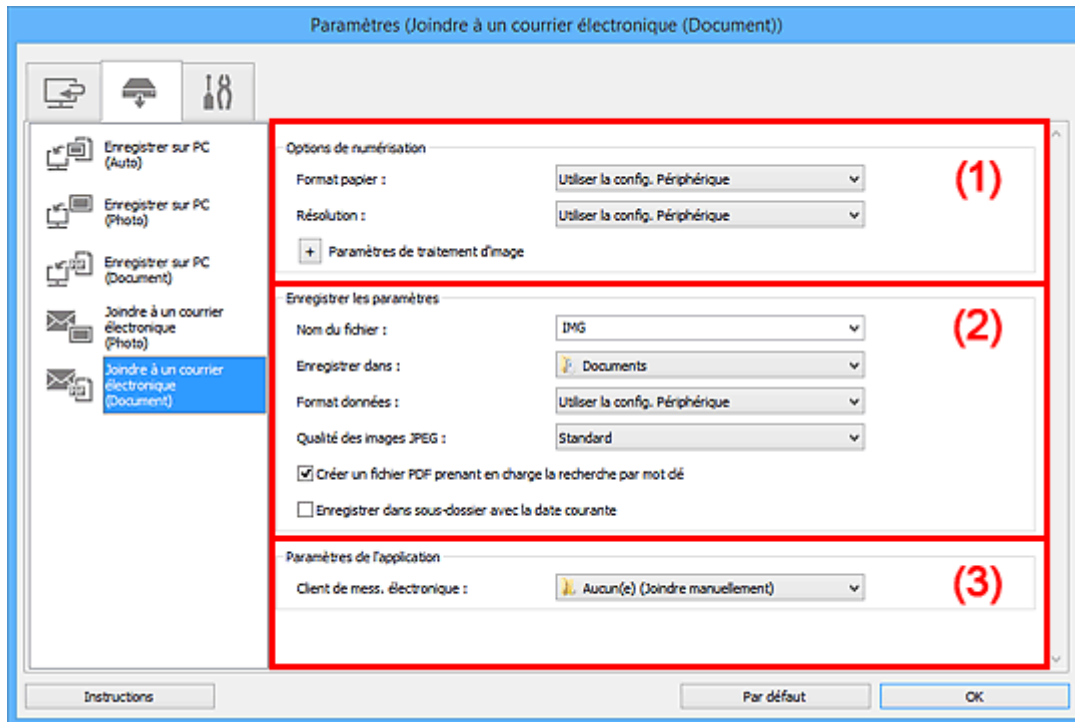 Paramètres (Joindre à un courrier électronique (Document))
Enregistrer sur PC
(Auto)
Enregistrer sur PC
(Photo)
Enregistrer sur PC
(Document)
Joindre à un courrier
électronique
(Photo)
Joindre à un courrier
électronique
(Document)
Options de numérisation
(1)
Format papier : Utiliser la config. Périphérique
Résolution : Utiliser la config. Périphérique
+ Paramètres de traitement d'image
Enregistrer les paramètres
(2)
Nom du fichier : IMG
Enregistrer dans : Documents
Format données : Utiliser la config. Périphérique
Qualité des images JPEG : Standard
Créer un fichier PDF prenant en charge la recherche par mot clé
Enregistrer dans sous-dossier avec la date courante
Paramètres de l'application
(3)
Client de mess. électronique : Aucun(e) (Joindre manuellement)
Instructions
Par défaut
OK